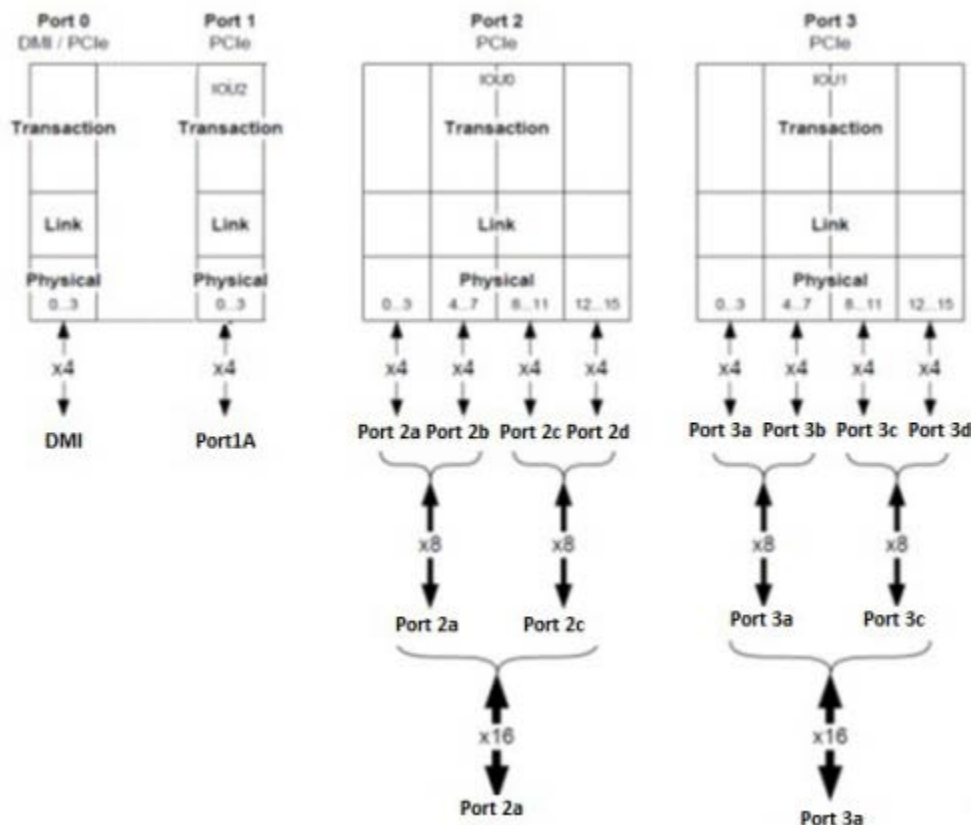 Port 0 Port 1 Port 2 Port 3
DMI / PCIe PCIe PCIe PCIe
IOU2 IOU0 IOU1
Transaction Transaction Transaction Transaction
Link Link Link Link
Physical Physical Physical Physical
0...3 0...3 0...3 4...7 8...11 12...15 0...3 4...7 8...11 12...15
x4 x4 x4 x4 x4 x4 x4 x4 x4 x4
DMI Port1A Port 2a Port 2b Port 2c Port 2d Port 3a Port 3b Port 3c Port 3d
x8 x8 x8 x8
Port 2a Port 2c Port 3a Port 3c
x16 x16
Port 2a Port 3a